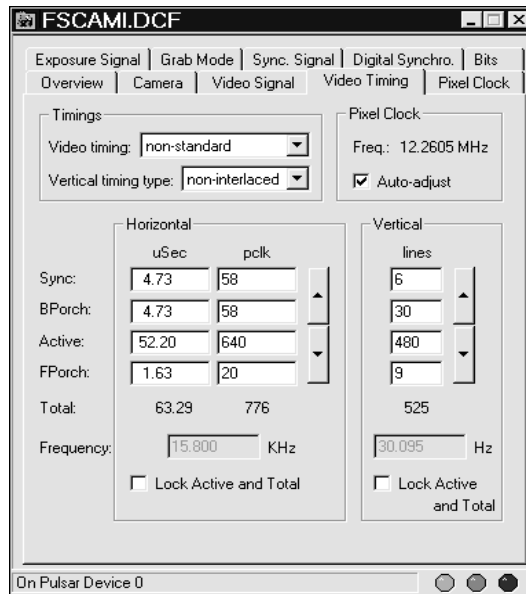 FSCAMI.DCF
Exposure Signal Grab Mode Sync. Signal Digital Synchro. Bits
Overview Camera Video Signal Video Timing Pixel Clock
Timings
Video timing: non-standard
Vertical timing type: non-interlaced
Pixel Clock
Freq.: 12.2605 MHz
Auto-adjust
Horizontal
uSec pclk
Sync: 4.73 58
BPorch: 4.73 58
Active: 52.20 640
FPorch: 1.63 20
Total: 63.29 776
Frequency: 15.800 KHz
Lock Active and Total
Vertical
lines
6
30
480
9
525
30.095 Hz
Lock Active
and Total
On Pulsar Device 0